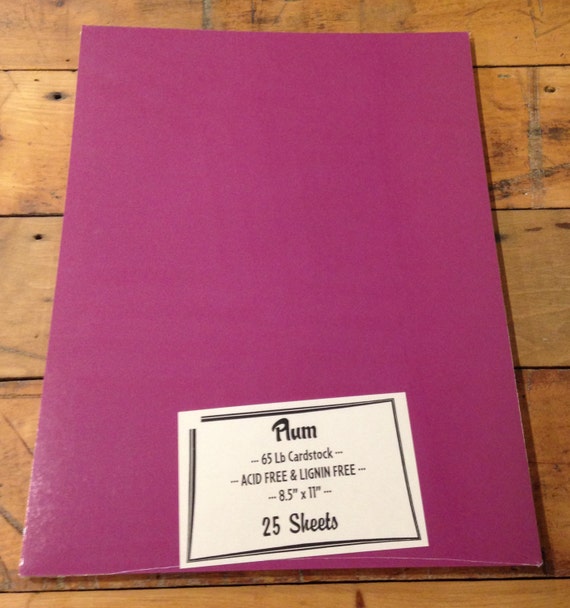 Plum
-- 65 Lb Cardstock --
-- ACID FREE & LIGNIN FREE --
-- 8.5" x 11" --
25 Sheets